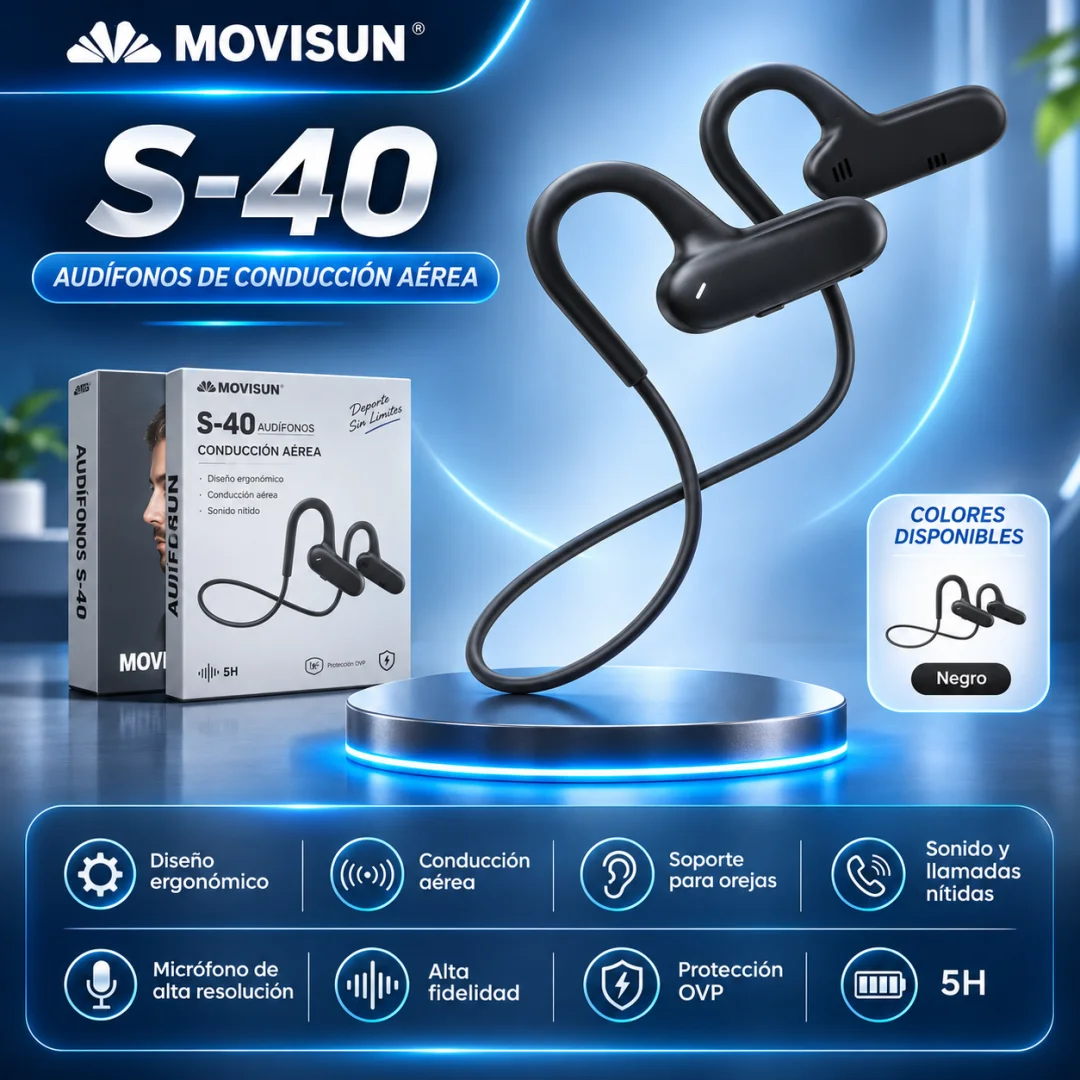 MOVISUN®
S-40
AUDÍFONOS DE CONDUCCIÓN AÉREA
MOVISUN®
S-40 AUDÍFONOS
CONDUCCIÓN AÉREA
Deporte
Sin Límites
· Diseño ergonómico
· Conducción aérea
· Sonido nítido
5H
Protección OVP
AUDÍFONOS S-40
MOVI
COLORES
DISPONIBLES
Negro
Diseño
ergonómico
Conducción
aérea
Soporte
para orejas
Sonido y
llamadas
nítidas
Micrófono de
alta resolución
Alta
fidelidad
Protección
OVP
5H